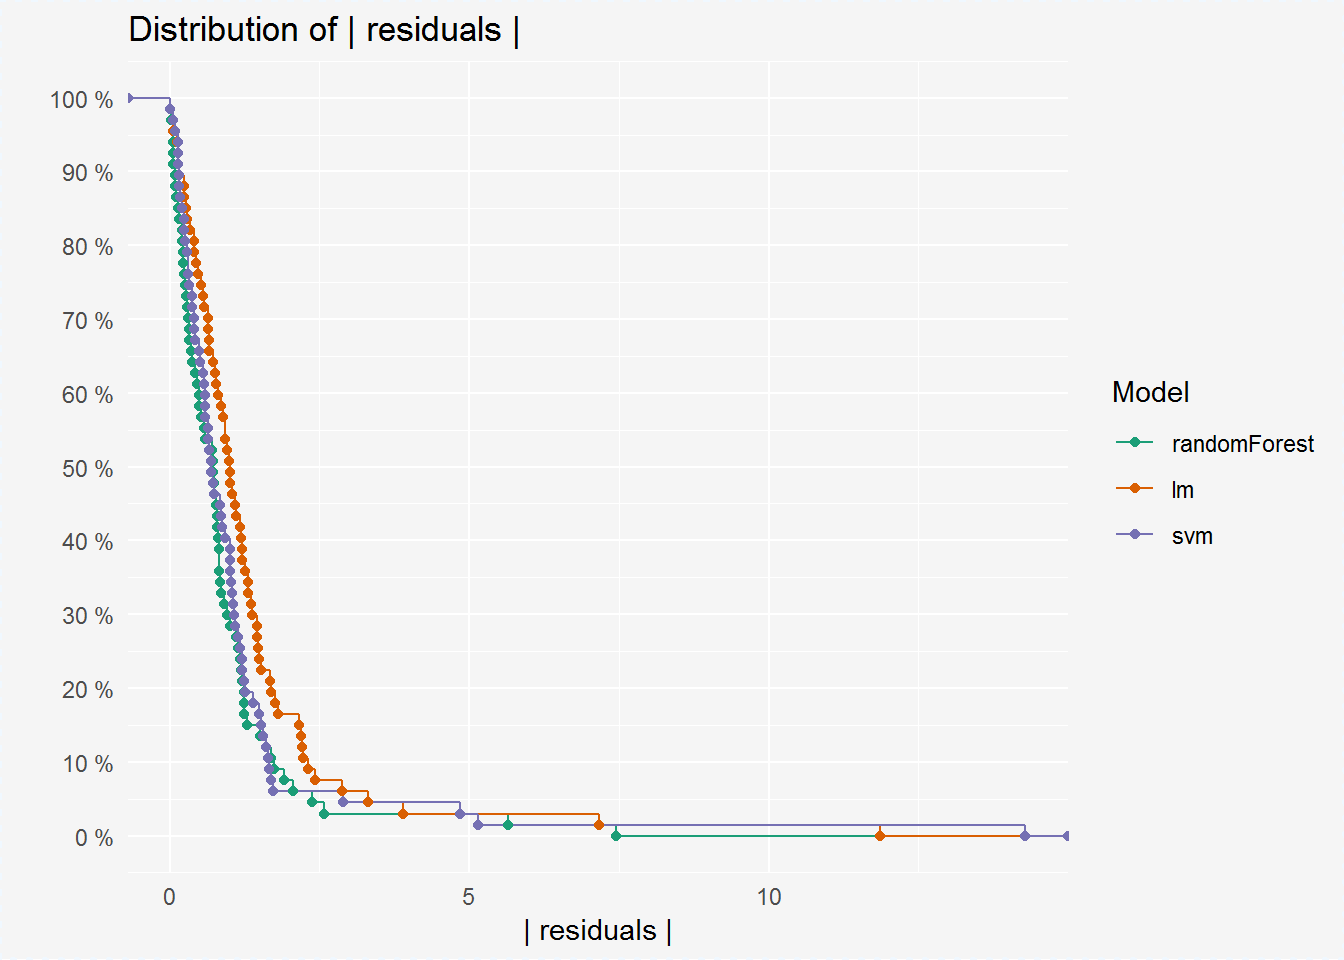 Distribution of | residuals |
100 %
90 %
80 %
70 %
60 %
50 %
40 %
30 %
20 %
10 %
0 %
0
5
10
| residuals |
Model
randomForest
lm
svm